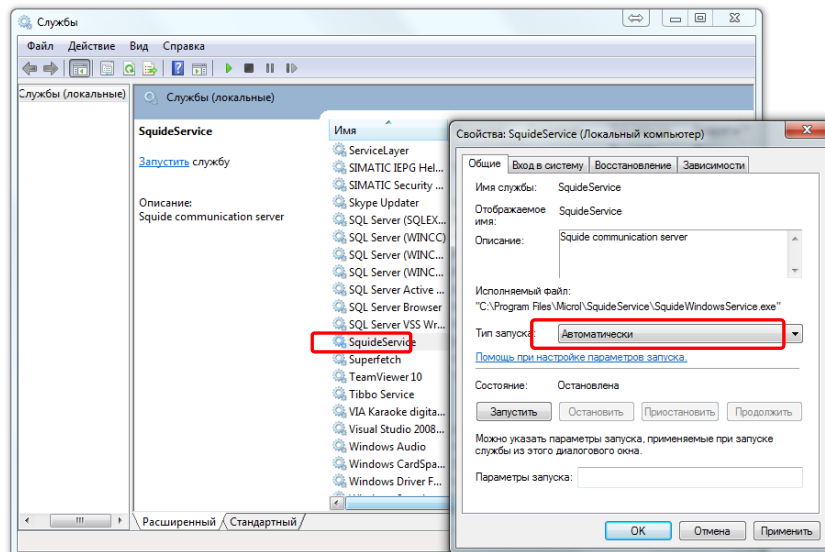 Службы
Файл Действие Вид Справка
Службы (локальные)
Службы (локальные)
SquideService
Запустить службу
Описание:
Squide communication server
Имя
ServiceLayer
SIMATIC IEPG Hel...
SIMATIC Security ...
Skype Updater
SQL Server (SQLEX...
SQL Server (WINCC)
SQL Server (WINC...
SQL Server (WINC...
SQL Server Active ...
SQL Server Browser
SQL Server VSS Wr...
SquideService
Superfetch
TeamViewer 10
Tibbo Service
VIA Karaoke digita...
Visual Studio 2008...
Windows Audio
Windows CardSpa...
Windows Driver F...
Расширенный Стандартный
Свойства: SquideService (Локальный компьютер)
Общие Вход в систему Восстановление Зависимости
Имя службы: SquideService
Отображаемое имя: SquideService
Описание: Squide communication server
Исполняемый файл:
"C:\Program Files\Microl\SquideService\SquideWindowsService.exe"
Тип запуска: Автоматически
Помощь при настройке параметров запуска.
Состояние: Остановлена
Запустить Остановить Приостановить Продолжить
Можно указать параметры запуска, применяемые при запуске
службы из этого диалогового окна.
Параметры запуска:
OK Отмена Применить